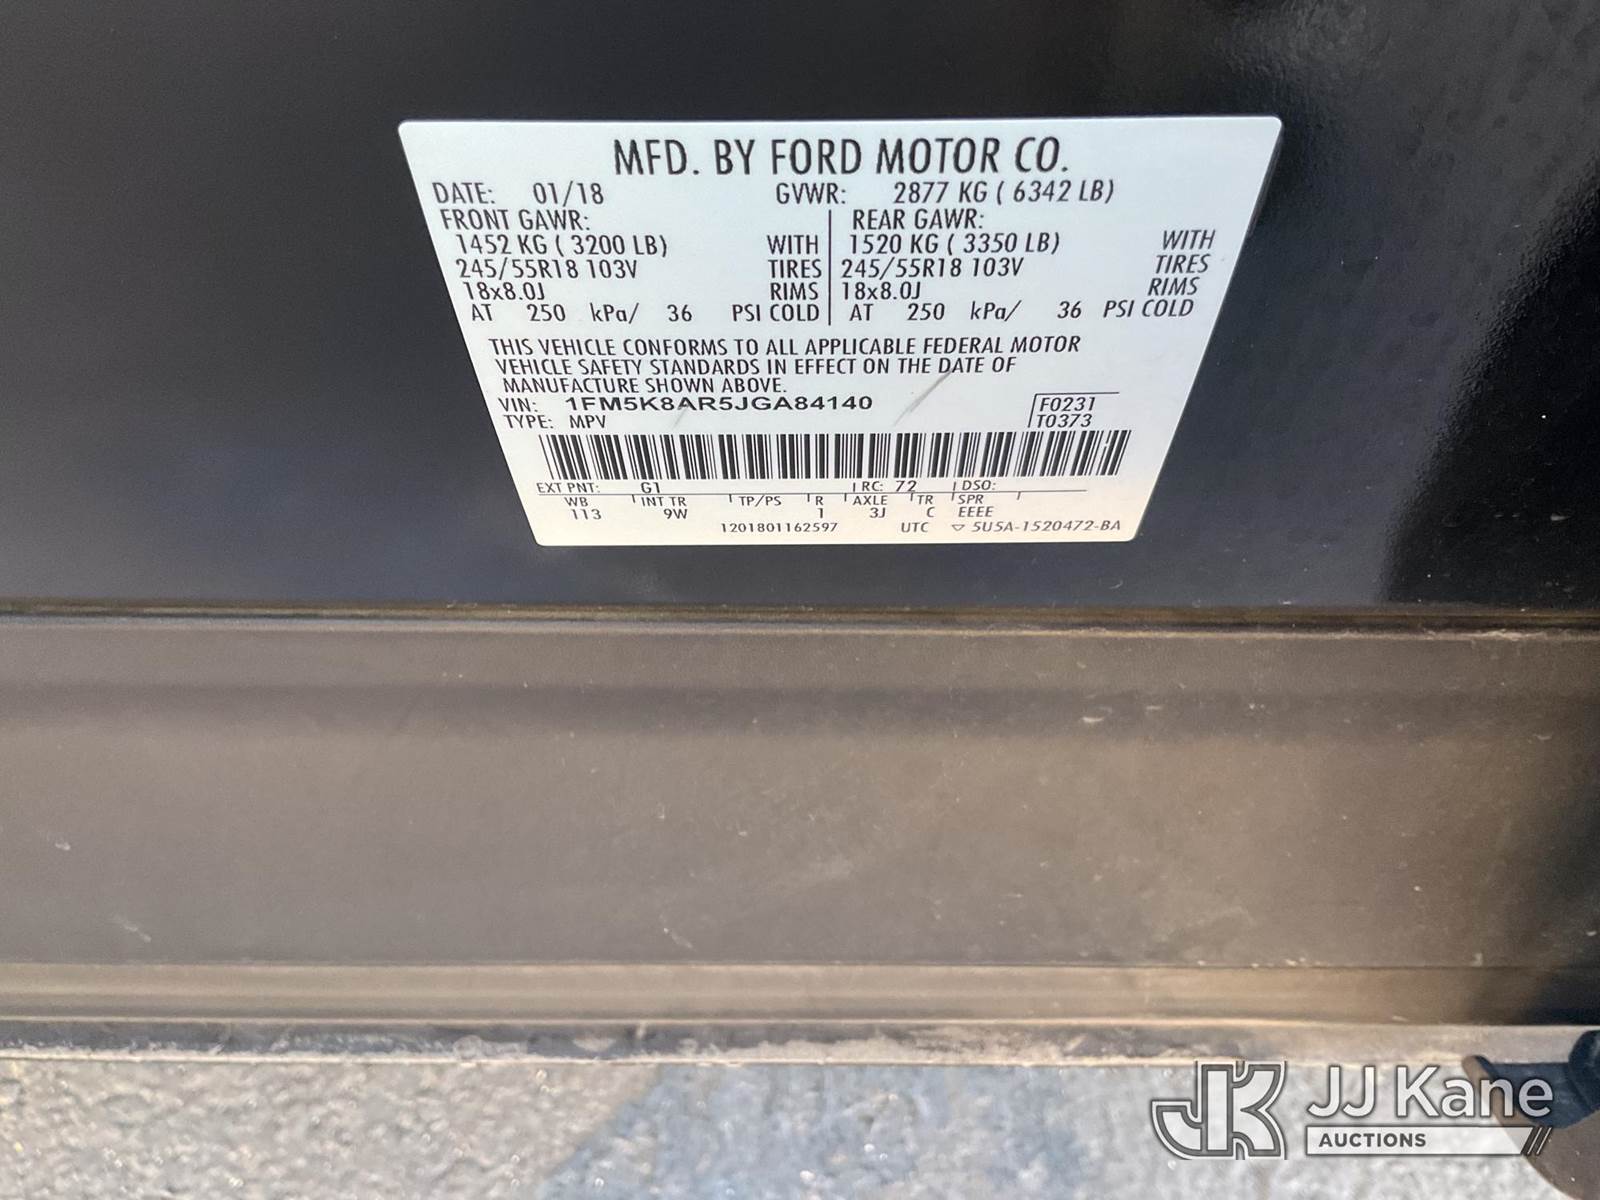 MFD. BY FORD MOTOR CO.
DATE: 01/18 GVWR: 2877 KG ( 6342 LB)
FRONT GAWR: REAR GAWR:
1452 KG ( 3200 LB) WITH 1520 KG ( 3350 LB) WITH
245/55R18 103V TIRES 245/55R18 103V TIRES
18x8.0J RIMS 18x8.0J RIMS
AT 250 kPa/ 36 PSI COLD AT 250 kPa/ 36 PSI COLD
THIS VEHICLE CONFORMS TO ALL APPLICABLE FEDERAL MOTOR
VEHICLE SAFETY STANDARDS IN EFFECT ON THE DATE OF
MANUFACTURE SHOWN ABOVE.
VIN: 1FM5K8AR5JGA84140 F0231
TYPE: MPV T0373
EXT PNT: G1 RC: 72 DSO:
WB INT TR TP/PS R AXLE TR SPR
113 9W 1 3J C EEEE
1201801162597 UTC ▽ 5U5A-1520472-BA
JK JJ Kane
AUCTIONS